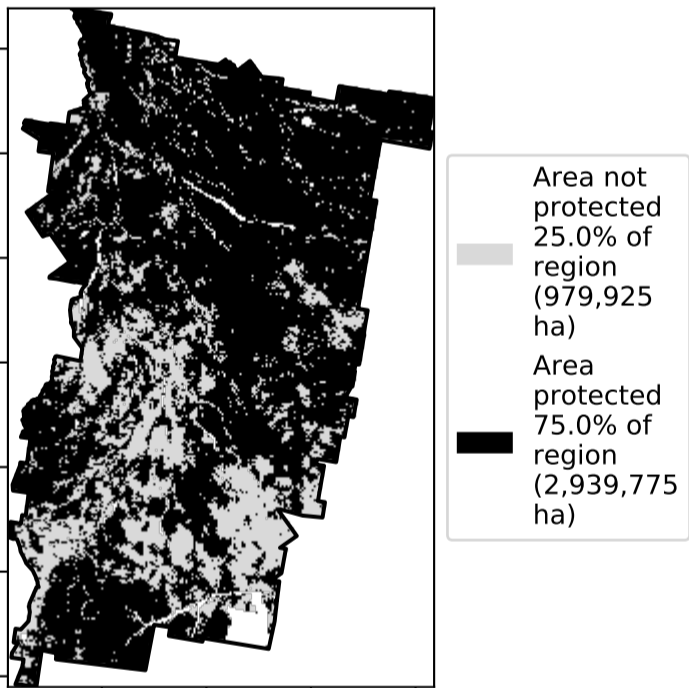 Area not
protected
25.0% of
region
(979,925
ha)
Area
protected
75.0% of
region
(2,939,775
ha)